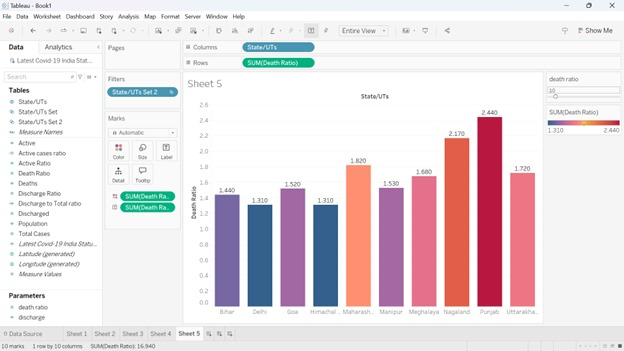 Tableau - Book1
File Data Worksheet Dashboard Story Analysis Map Format Server Window Help
Entire View
Show Me
Data Analytics
Latest Covid-19 India Stat...
Search
Tables
State/UTs
State/UTs Set
State/UTs Set 2
Measure Names
Active
Active cases ratio
Active Ratio
Death Ratio
Deaths
Discharge Ratio
Discharge to Total ratio
Discharged
Population
Total Cases
Latest Covid-19 India Statu...
Latitude (generated)
Longitude (generated)
Measure Values
Parameters
death ratio
discharge
Pages
Filters
State/UTs Set 2
Marks
Automatic
Color Size Label
Detail Tooltip
SUM(Death Ra..
SUM(Death Ra..
Columns State/UTs
Rows SUM(Death Ratio)
Sheet 5
State/UTs
Death Ratio
2.6
2.4
2.2
2.0
1.8
1.6
1.4
1.2
1.0
0.8
0.6
0.4
0.2
0.0
1.440 1.310 1.520 1.310 1.820 1.530 1.680 2.170 2.440 1.720
Bihar Delhi Goa Himachal .. Maharash.. Manipur Meghalaya Nagaland Punjab Uttarakha..
death ratio
10
SUM(Death Ratio)
1.310 2.440
Data Source Sheet 1 Sheet 2 Sheet 3 Sheet 4 Sheet 5
10 marks 1 row by 10 columns SUM(Death Ratio): 16.940